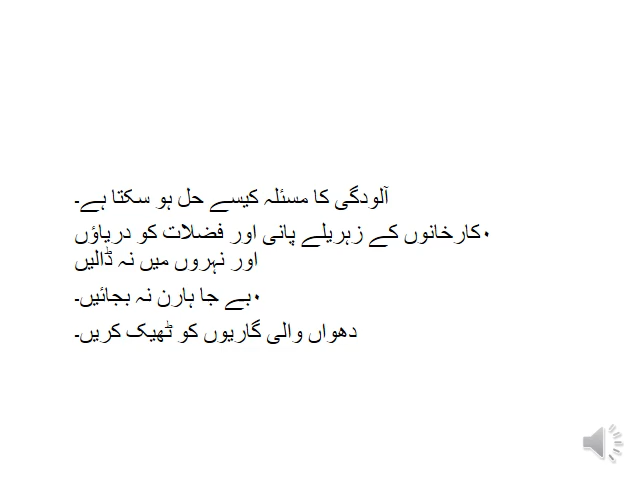 آلودگی کا مسئلہ کیسے حل ہو سکتا ہے۔
•کارخانوں کے زہریلے پانی اور فضلات کو دریاؤں
اور نہروں میں نہ ڈالیں
•بے جا ہارن نہ بجائیں۔
دھواں والی گاریوں کو ٹھیک کریں۔